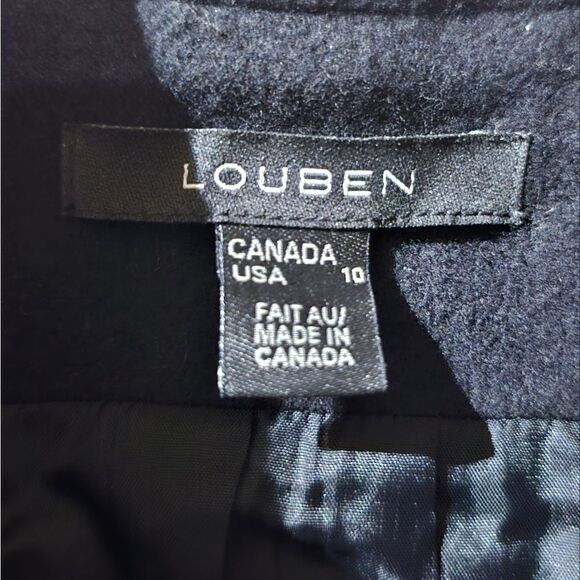 LOUBEN
CANADA
USA 10
FAIT AU/
MADE IN
CANADA